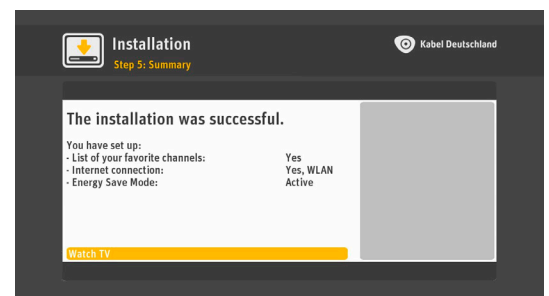 Installation
Kabel Deutschland
Step 5: Summary
The installation was successful.
You have set up:
- List of your favorite channels: Yes
- Internet connection: Yes, WLAN
- Energy Save Mode: Active
Watch TV